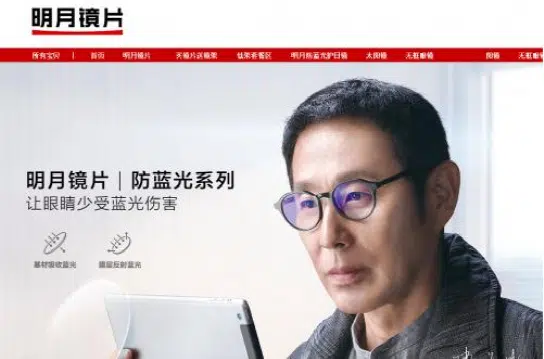 明月镜片
所有宝贝 | 首页 明月镜片 买镜片送镜架 钛架套餐区 明月防蓝光护目镜 太阳镜 无框眼镜 阅镜 无框眼镜
明月镜片 | 防蓝光系列
让眼睛少受蓝光伤害
基材吸收蓝光 膜层反射蓝光